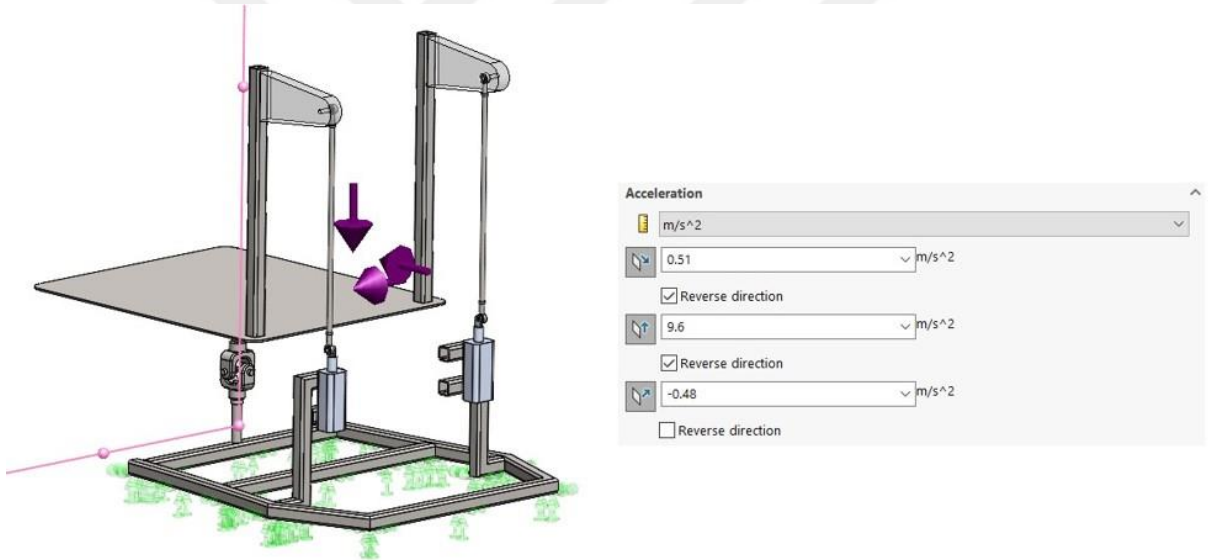 Acceleration
m/s^2
0.51 m/s^2
Reverse direction
9.6 m/s^2
Reverse direction
-0.48 m/s^2
Reverse direction